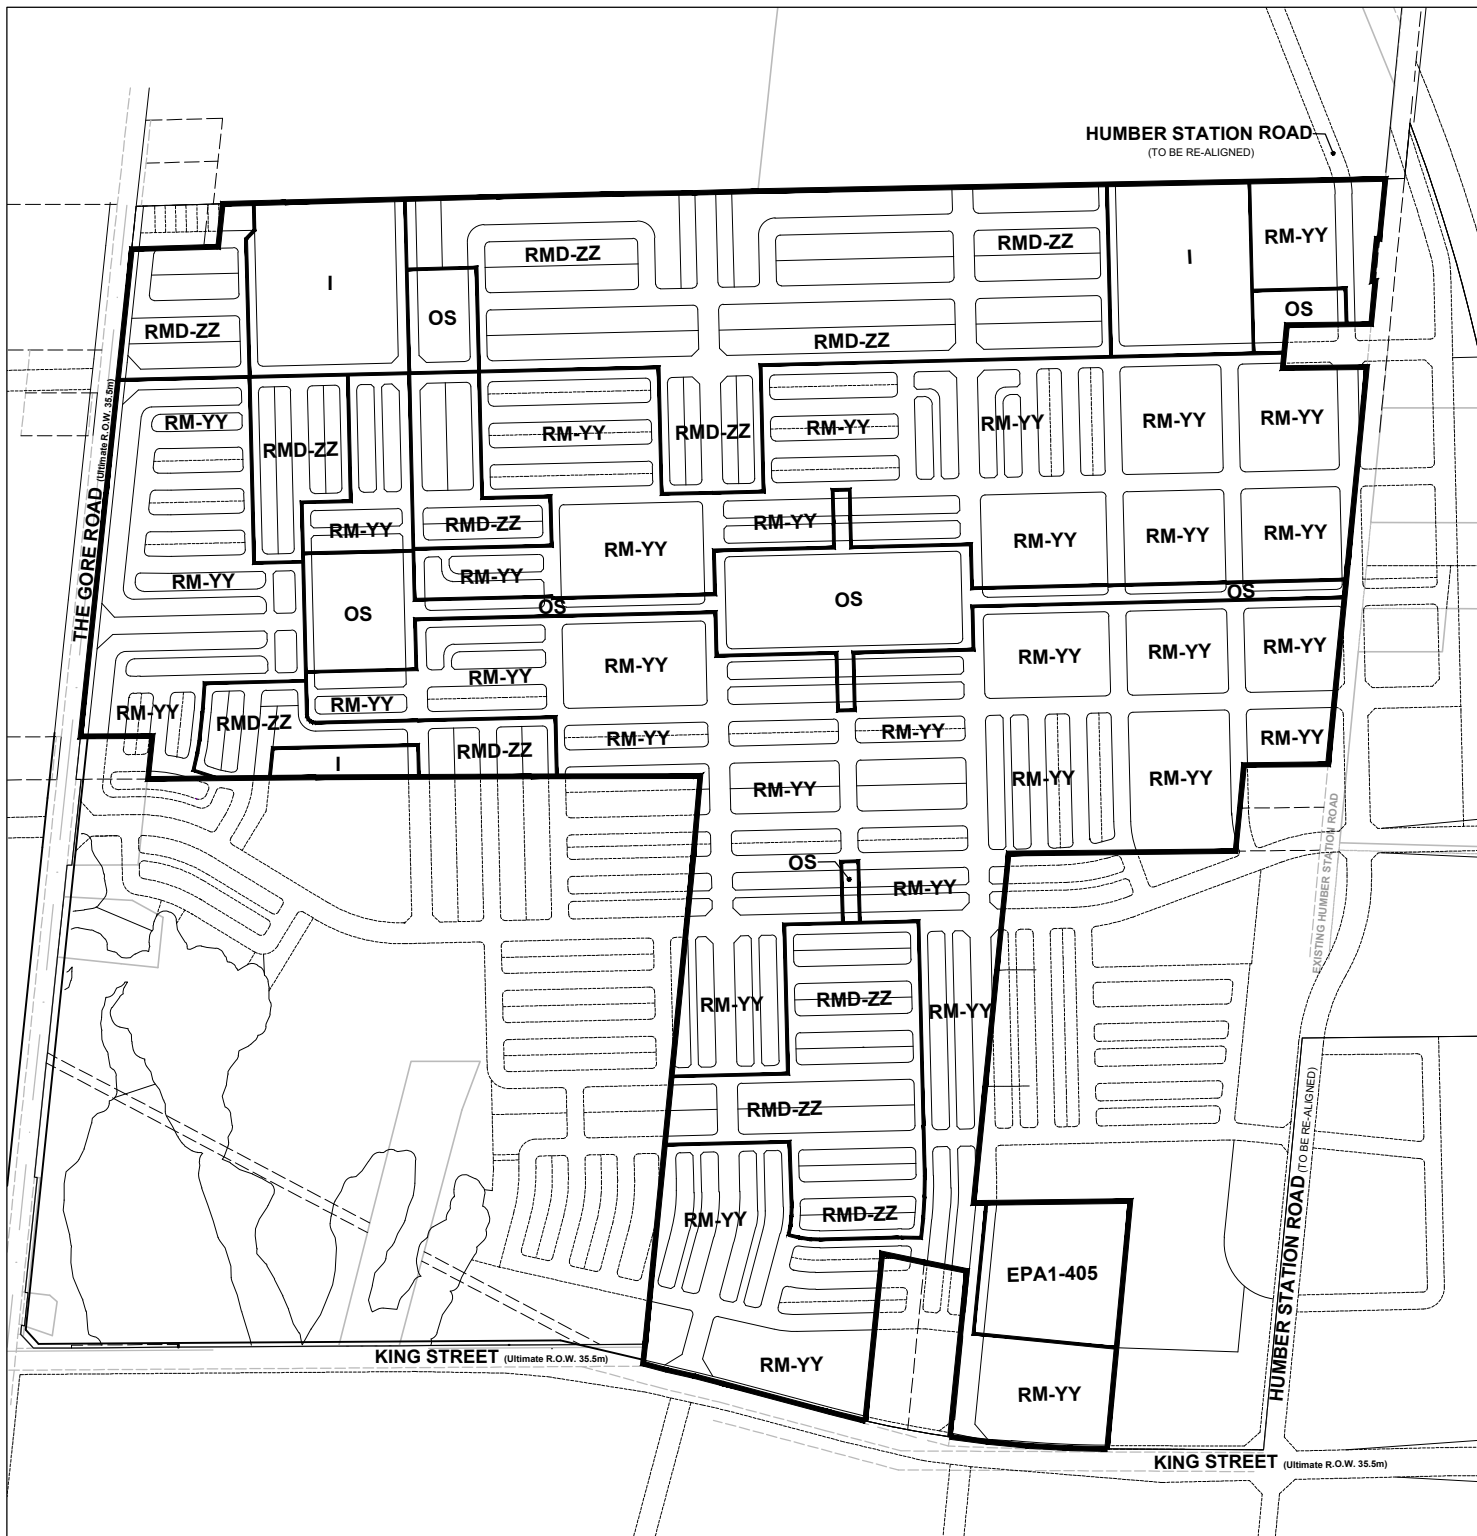 HUMBER STATION ROAD
(TO BE RE-ALIGNED)
RM-YY
RMD-ZZ
RMD-ZZ
I
I
OS
OS
RMD-ZZ
RMD-ZZ
THE GORE ROAD (Ultimate R.O.W. 35.5m)
RM-YY
RMD-ZZ
RM-YY
RMD-ZZ
RM-YY
RM-YY
RM-YY
RM-YY
RM-YY
RMD-ZZ
RM-YY
RM-YY
RM-YY
RM-YY
RM-YY
RM-YY
RM-YY
OS
OS
OS
OS
RM-YY
RM-YY
RM-YY
RM-YY
RM-YY
RM-YY
RM-YY
RMD-ZZ
RM-YY
RM-YY
RM-YY
RMD-ZZ
I
RM-YY
RM-YY
RM-YY
EXISTING HUMBER STATION ROAD
OS
RM-YY
RM-YY
RMD-ZZ
RM-YY
RMD-ZZ
RM-YY
RMD-ZZ
EPA1-405
HUMBER STATION ROAD (TO BE RE-ALIGNED)
KING STREET (Ultimate R.O.W. 35.5m)
RM-YY
RM-YY
KING STREET (Ultimate R.O.W. 35.5m)